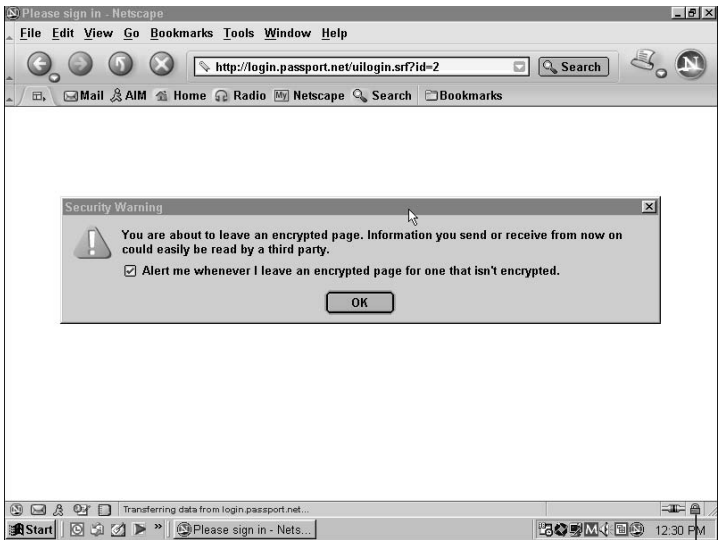 Please sign in - Netscape
File Edit View Go Bookmarks Tools Window Help
http://login.passport.net/uilogin.srf?id=2
Search
N
Mail AIM Home Radio My Netscape Search Bookmarks
Security Warning
You are about to leave an encrypted page. Information you send or receive from now on
could easily be read by a third party.
Alert me whenever I leave an encrypted page for one that isn't encrypted.
OK
Transferring data from login.passport.net...
Start » Please sign in - Nets... M 12:30 PM